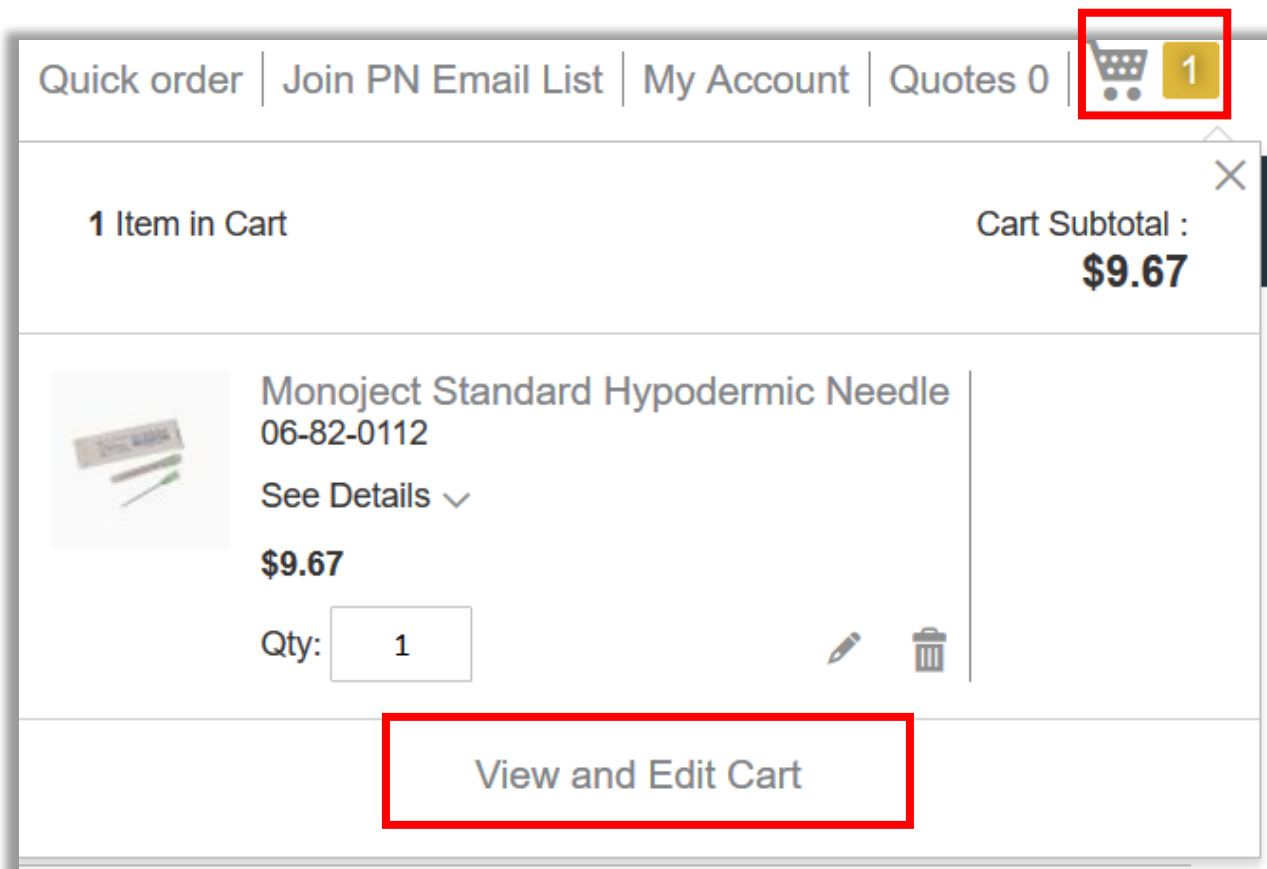 Quick order | Join PN Email List | My Account | Quotes 0 | 1
1 Item in Cart
Cart Subtotal :
$9.67
Monoject Standard Hypodermic Needle
06-82-0112
See Details
$9.67
Qty: 1
View and Edit Cart